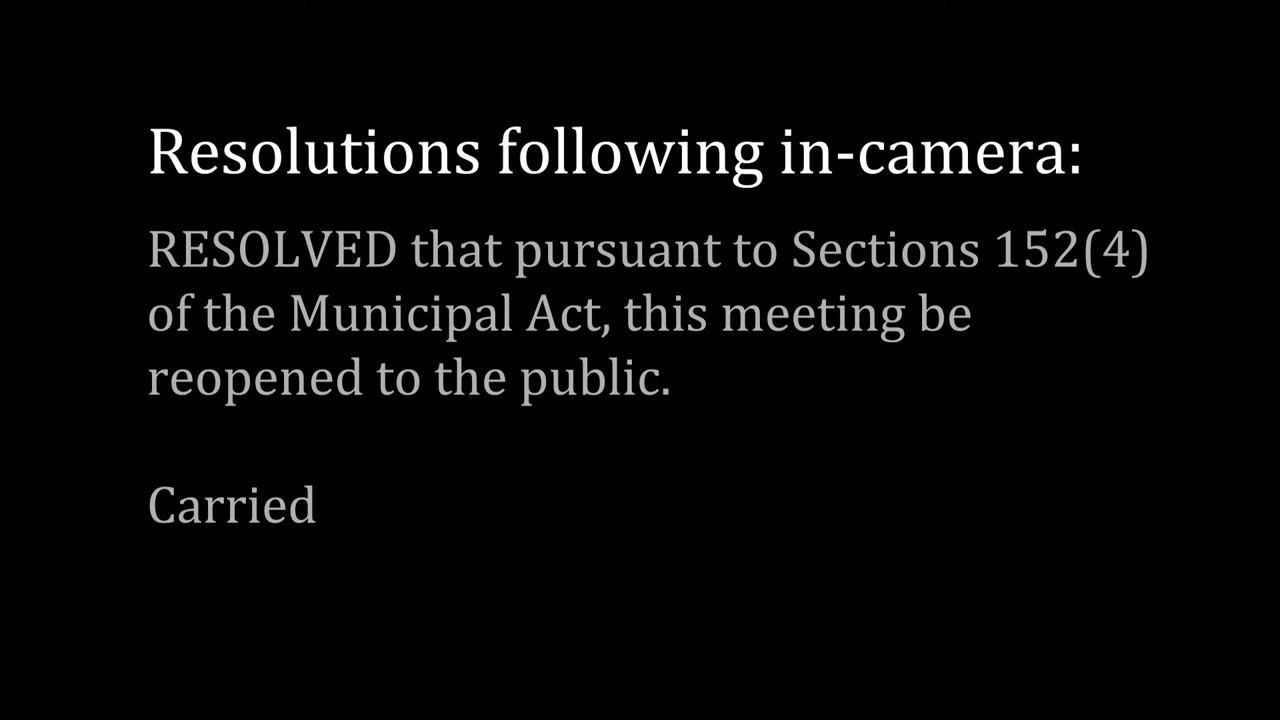 Resolutions following in-camera:
RESOLVED that pursuant to Sections 152(4)
of the Municipal Act, this meeting be
reopened to the public.
Carried